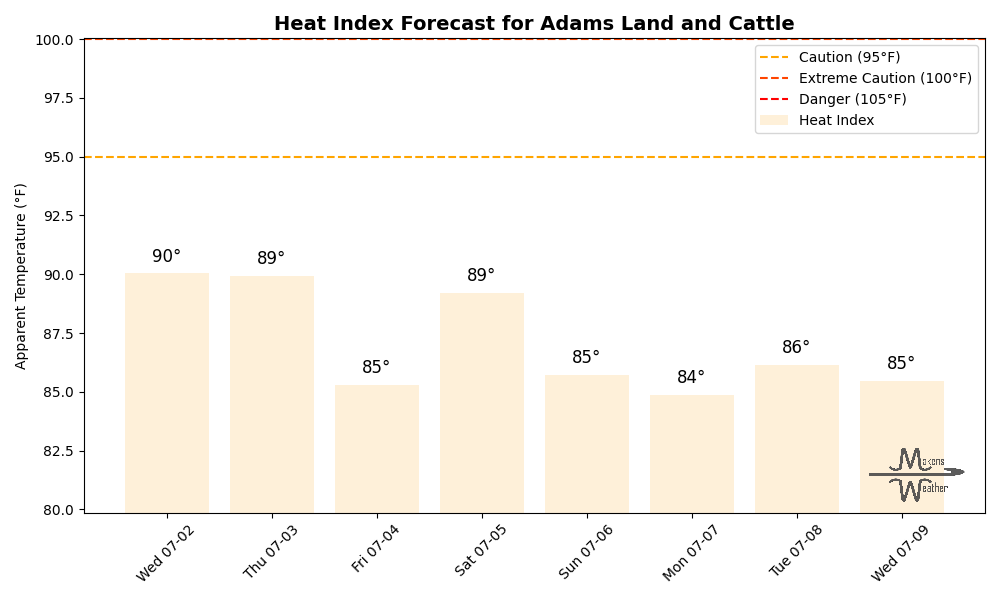 Heat Index Forecast for Adams Land and Cattle
100.0
97.5
95.0
92.5
90.0
87.5
85.0
82.5
80.0
Apparent Temperature (°F)
Caution (95°F)
Extreme Caution (100°F)
Danger (105°F)
Heat Index
90°
89°
85°
89°
85°
84°
86°
85°
Wed 07-02
Thu 07-03
Fri 07-04
Sat 07-05
Sun 07-06
Mon 07-07
Tue 07-08
Wed 07-09